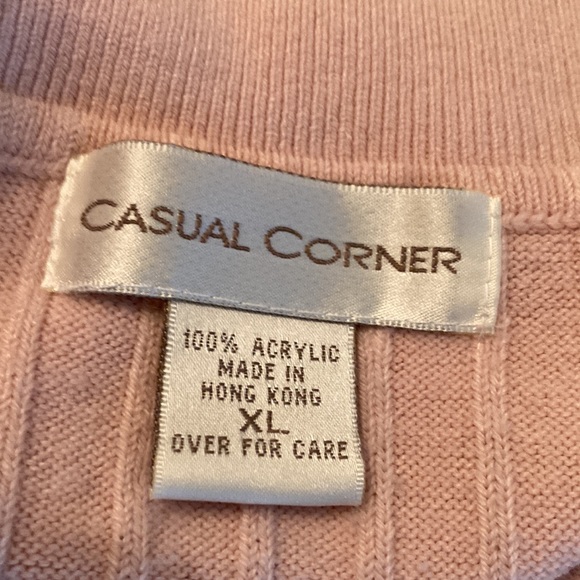 CASUAL CORNER
100% ACRYLIC
MADE IN
HONG KONG
XL
OVER FOR CARE